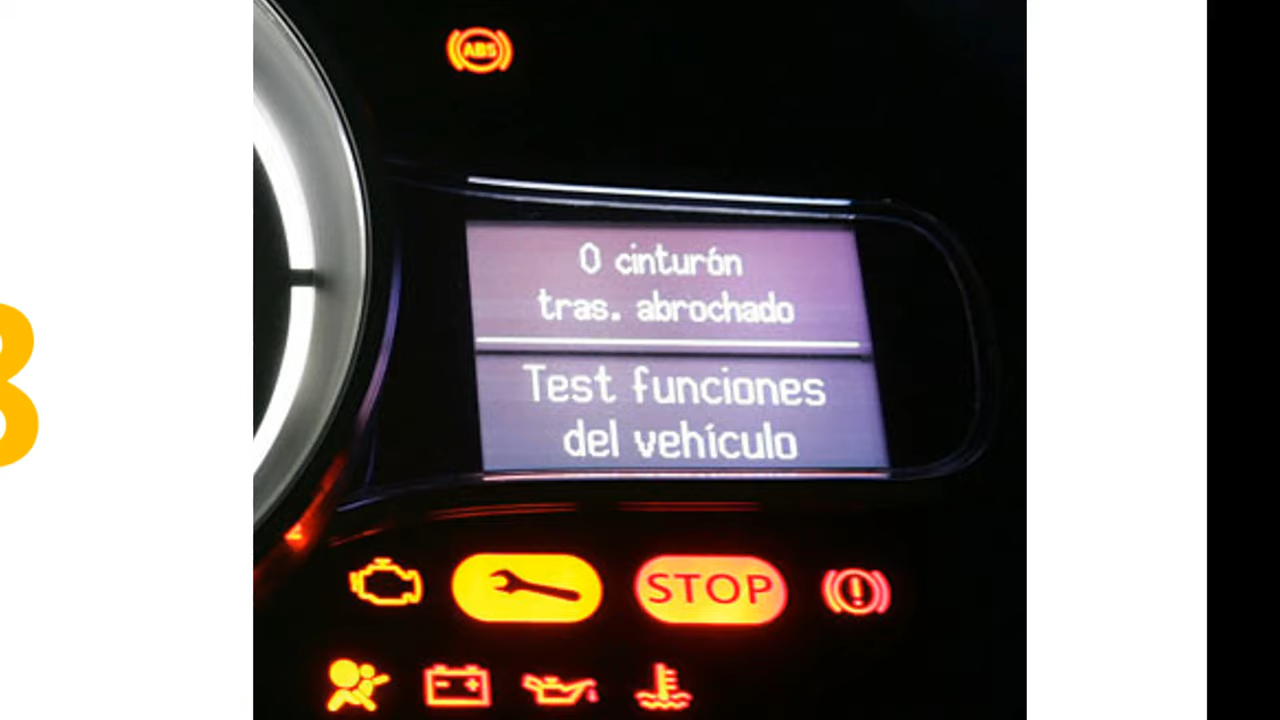 ABS
0 cinturón
tras. abrochado
Test funciones
del vehículo
STOP